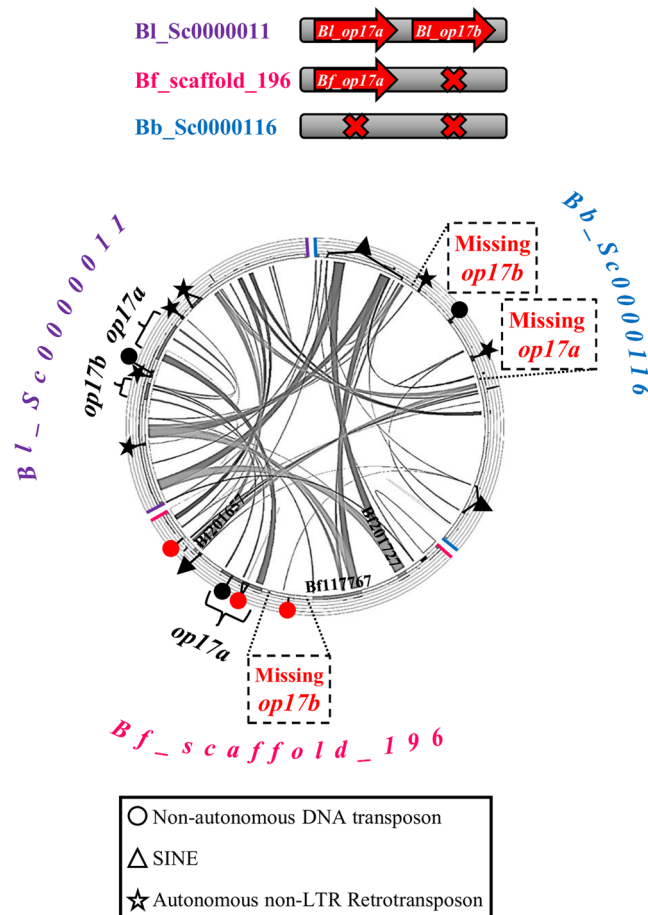 Bl_Sc0000011
Bl_op17a
Bl_op17b
Bf_scaffold_196
Bf_op17a
Bb_Sc0000116
Bl_Sc0000011
Bb_Sc0000116
Missing
op17b
Missing
op17a
op17a
op17b
Bf201657
Bf201727
Bf117767
op17a
Missing
op17b
Bf_scaffold_196
Non-autonomous DNA transposon
SINE
Autonomous non-LTR Retrotransposon